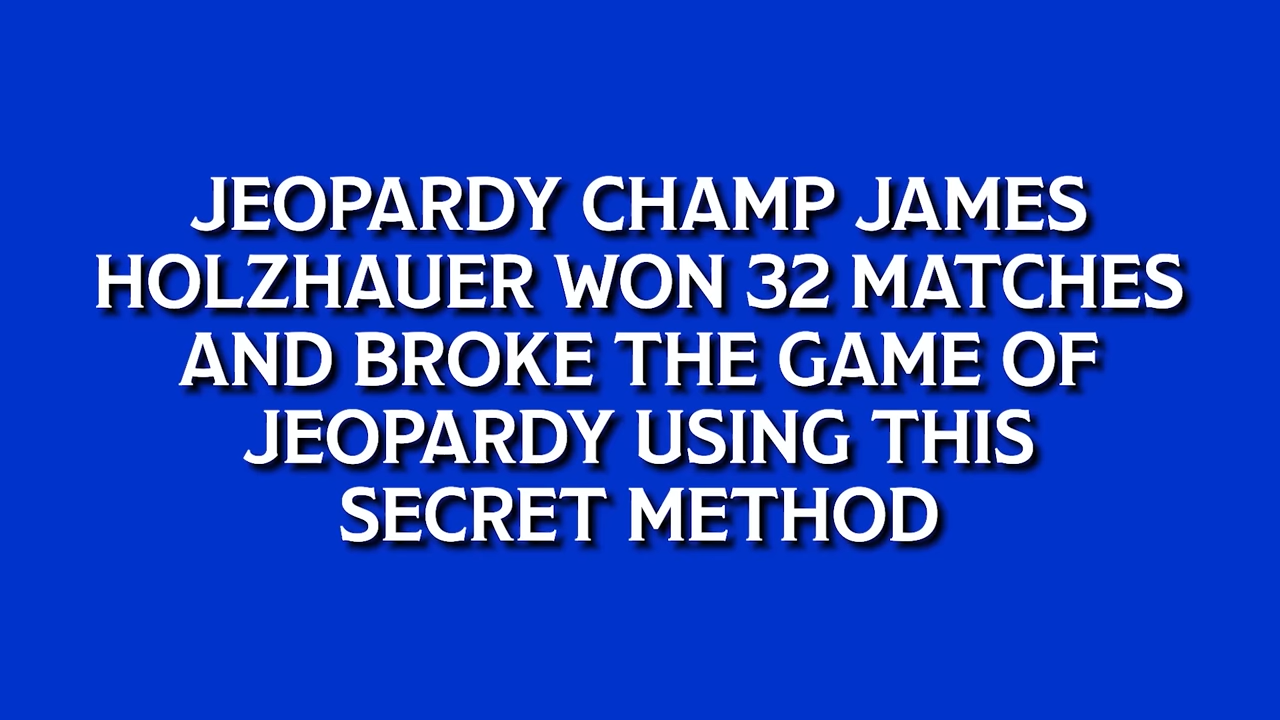 JEOPARDY CHAMP JAMES
HOLZHAUER WON 32 MATCHES
AND BROKE THE GAME OF
JEOPARDY USING THIS
SECRET METHOD